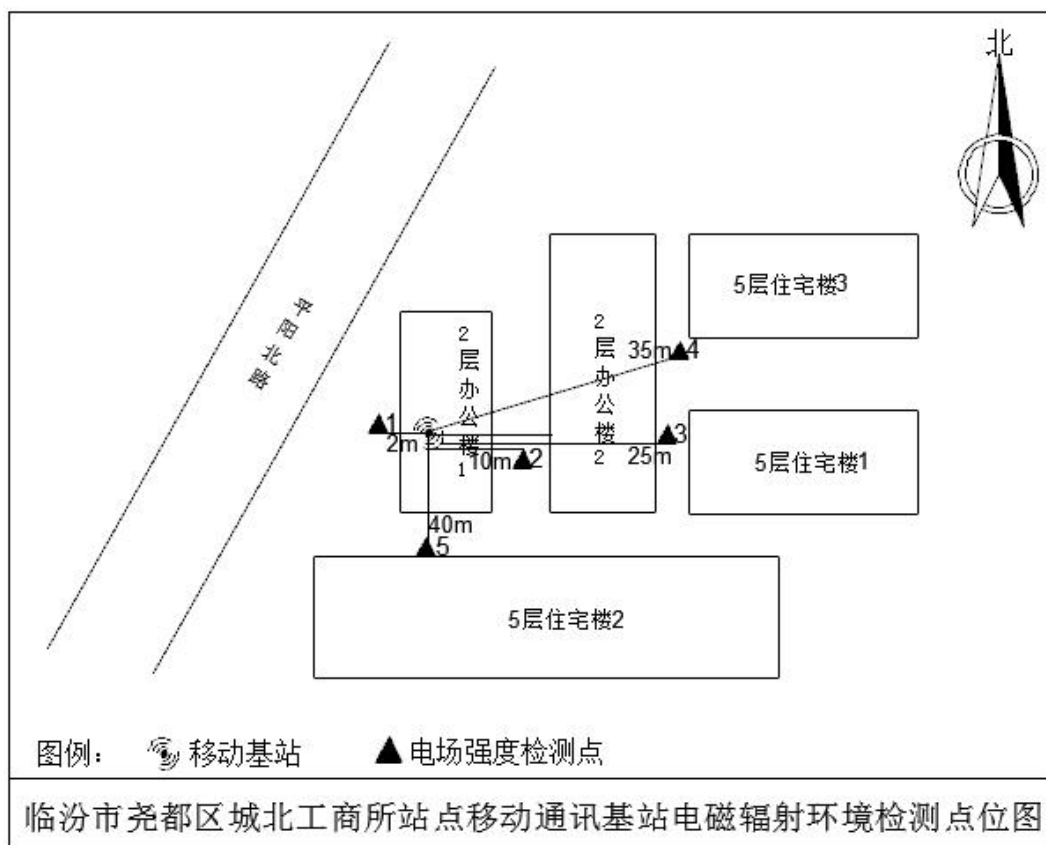 北
平阳北路
5层住宅楼3
2层办公楼1
2层办公楼2
35m
4
1
2m
3
25m
10m
2
5层住宅楼1
40m
5
5层住宅楼2
图例：
移动基站
电场强度检测点
临汾市尧都区城北工商所站点移动通讯基站电磁辐射环境检测点位图